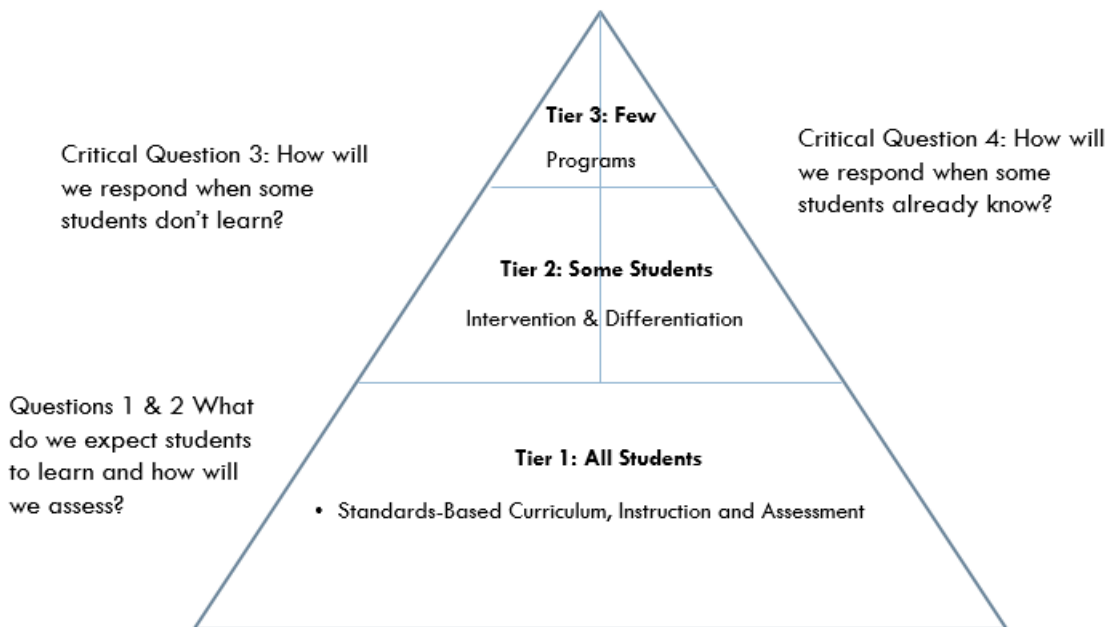 Tier 3: Few
Programs
Critical Question 3: How will
we respond when some
students don't learn?
Critical Question 4: How will
we respond when some
students already know?
Tier 2: Some Students
Intervention & Differentiation
Questions 1 & 2 What
do we expect students
to learn and how will
we assess?
Tier 1: All Students
• Standards-Based Curriculum, Instruction and Assessment